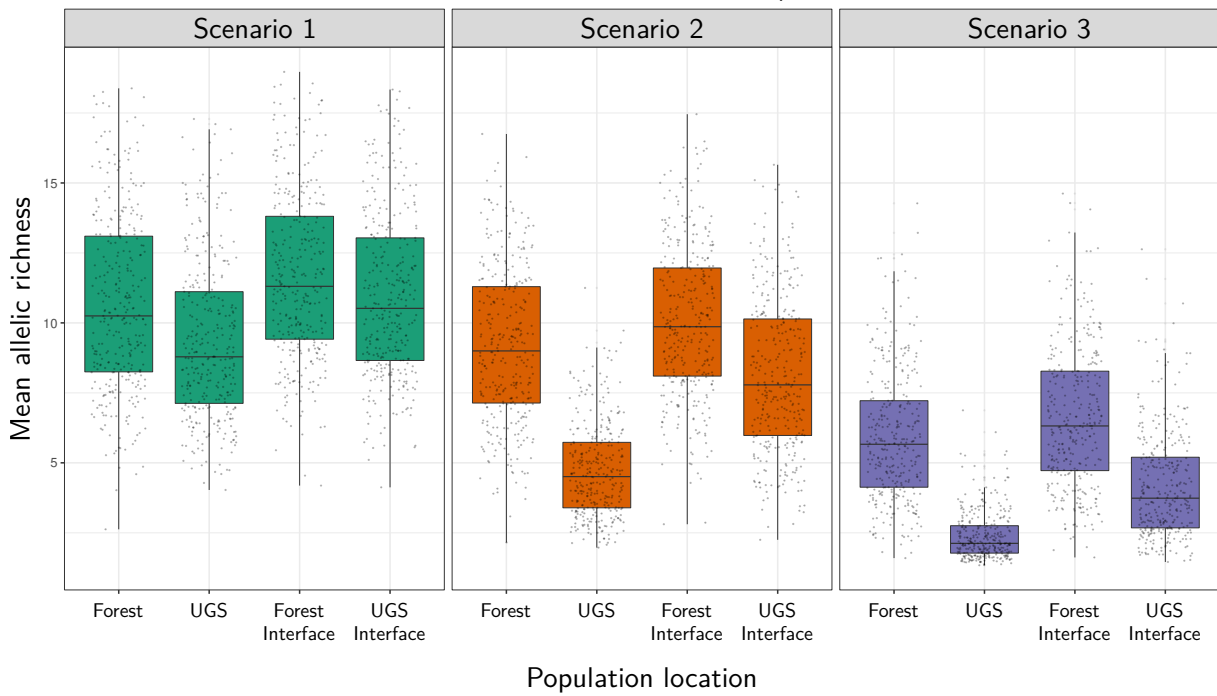 Scenario 1 Scenario 2 Scenario 3
Mean allelic richness
15
10
5
Forest UGS Forest Interface UGS Interface Forest UGS Forest Interface UGS Interface Forest UGS Forest Interface UGS Interface
Population location